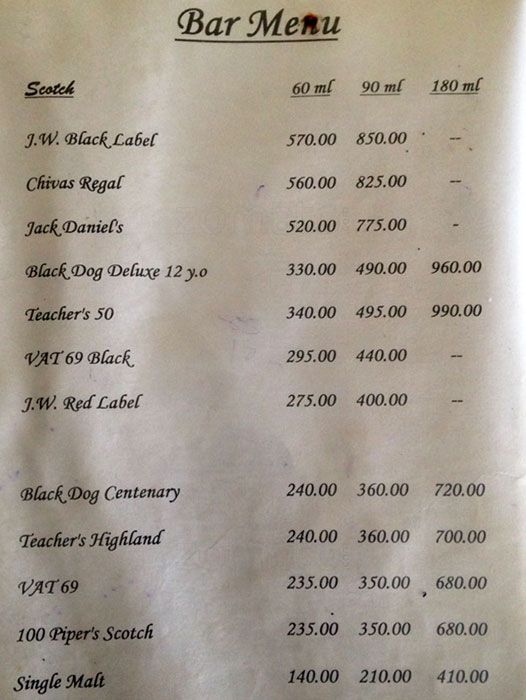 Bar Menu
Scotch 60 ml 90 ml 180 ml
J.W. Black Label 570.00 850.00 --
Chivas Regal 560.00 825.00 --
Jack Daniel's 520.00 775.00 -
Black Dog Deluxe 12 y.o 330.00 490.00 960.00
Teacher's 50 340.00 495.00 990.00
VAT 69 Black 295.00 440.00 --
J.W. Red Label 275.00 400.00 --
Black Dog Centenary 240.00 360.00 720.00
Teacher's Highland 240.00 360.00 700.00
VAT 69 235.00 350.00 680.00
100 Piper's Scotch 235.00 350.00 680.00
Single Malt 140.00 210.00 410.00